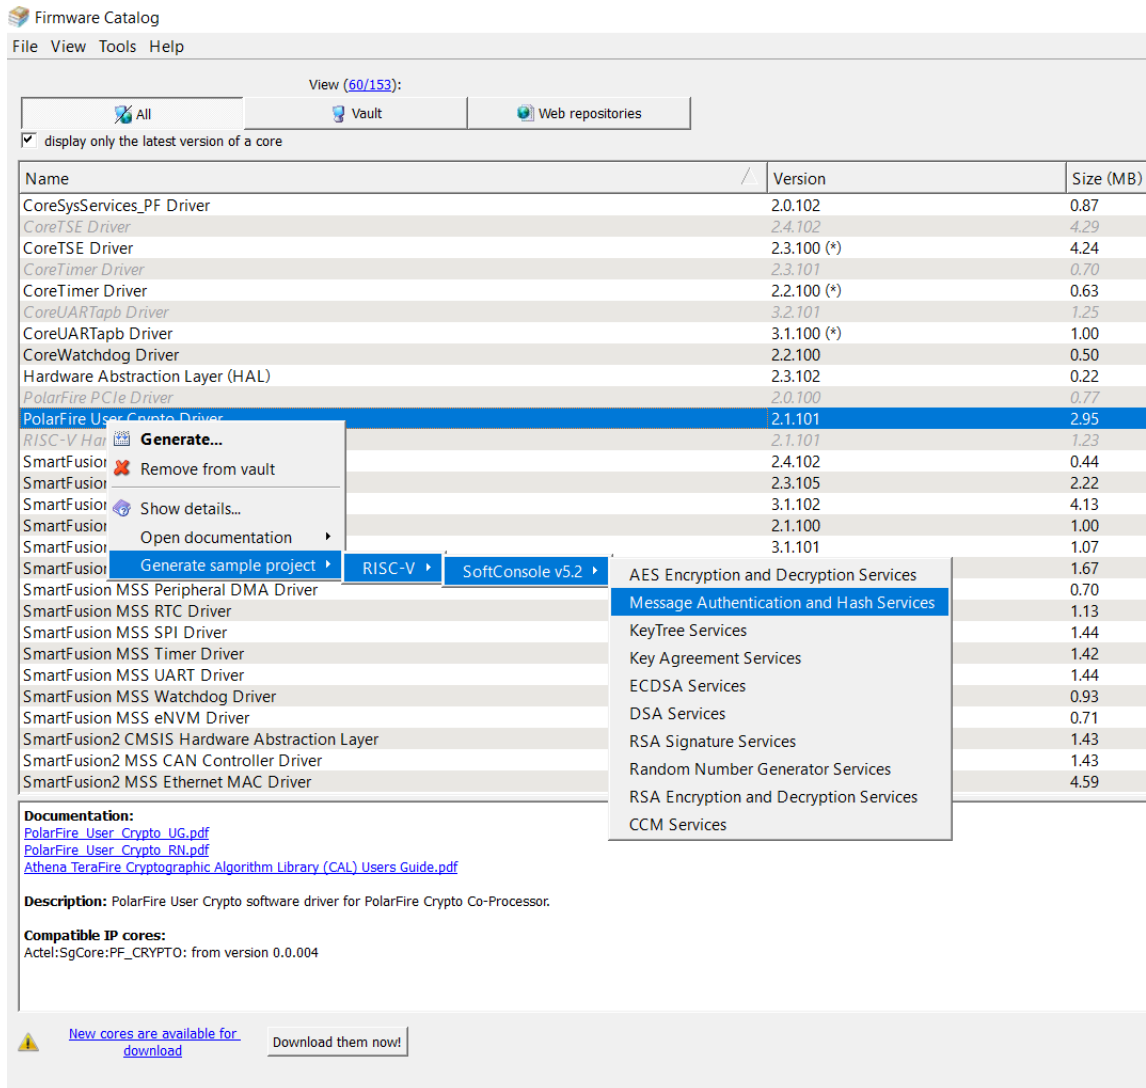 Firmware Catalog
File View Tools Help
View (60/153):
All Vault Web repositories
display only the latest version of a core
Name Version Size (MB)
CoreSysServices_PF Driver 2.0.102 0.87
CoreTSE Driver 2.4.102 4.29
CoreTSE Driver 2.3.100 (*) 4.24
CoreTimer Driver 2.3.101 0.70
CoreTimer Driver 2.2.100 (*) 0.63
CoreUARTapb Driver 3.2.101 1.25
CoreUARTapb Driver 3.1.100 (*) 1.00
CoreWatchdog Driver 2.2.100 0.50
Hardware Abstraction Layer (HAL) 2.3.102 0.22
PolarFire PCIe Driver 2.0.100 0.77
PolarFire User Crypto Driver 2.1.101 2.95
RISC-V Har 2.1.101 1.23
SmartFusion 2.4.102 0.44
SmartFusion 2.3.105 2.22
SmartFusion 3.1.102 4.13
SmartFusion 2.1.100 1.00
SmartFusion 3.1.101 1.07
SmartFusion 1.67
SmartFusion MSS Peripheral DMA Driver 0.70
SmartFusion MSS RTC Driver 1.13
SmartFusion MSS SPI Driver 1.44
SmartFusion MSS Timer Driver 1.42
SmartFusion MSS UART Driver 1.44
SmartFusion MSS Watchdog Driver 0.93
SmartFusion MSS eNVM Driver 0.71
SmartFusion2 CMSIS Hardware Abstraction Layer 1.43
SmartFusion2 MSS CAN Controller Driver 1.43
SmartFusion2 MSS Ethernet MAC Driver 4.59
Generate...
Remove from vault
Show details...
Open documentation
Generate sample project
RISC-V
SoftConsole v5.2
AES Encryption and Decryption Services
Message Authentication and Hash Services
KeyTree Services
Key Agreement Services
ECDSA Services
DSA Services
RSA Signature Services
Random Number Generator Services
RSA Encryption and Decryption Services
CCM Services
Documentation:
PolarFire_User_Crypto_UG.pdf
PolarFire_User_Crypto_RN.pdf
Athena TeraFire Cryptographic Algorithm Library (CAL) Users Guide.pdf
Description: PolarFire User Crypto software driver for PolarFire Crypto Co-Processor.
Compatible IP cores:
Actel:SgCore:PF_CRYPTO: from version 0.0.004
New cores are available for
download
Download them now!